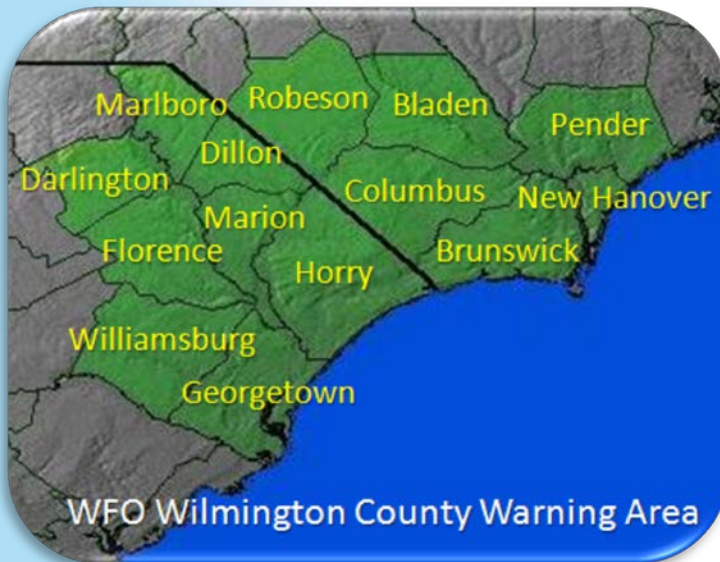 Marlboro
Robeson
Bladen
Pender
Dillon
Darlington
Columbus
New Hanover
Marion
Florence
Brunswick
Horry
Williamsburg
Georgetown
WFO Wilmington County Warning Area